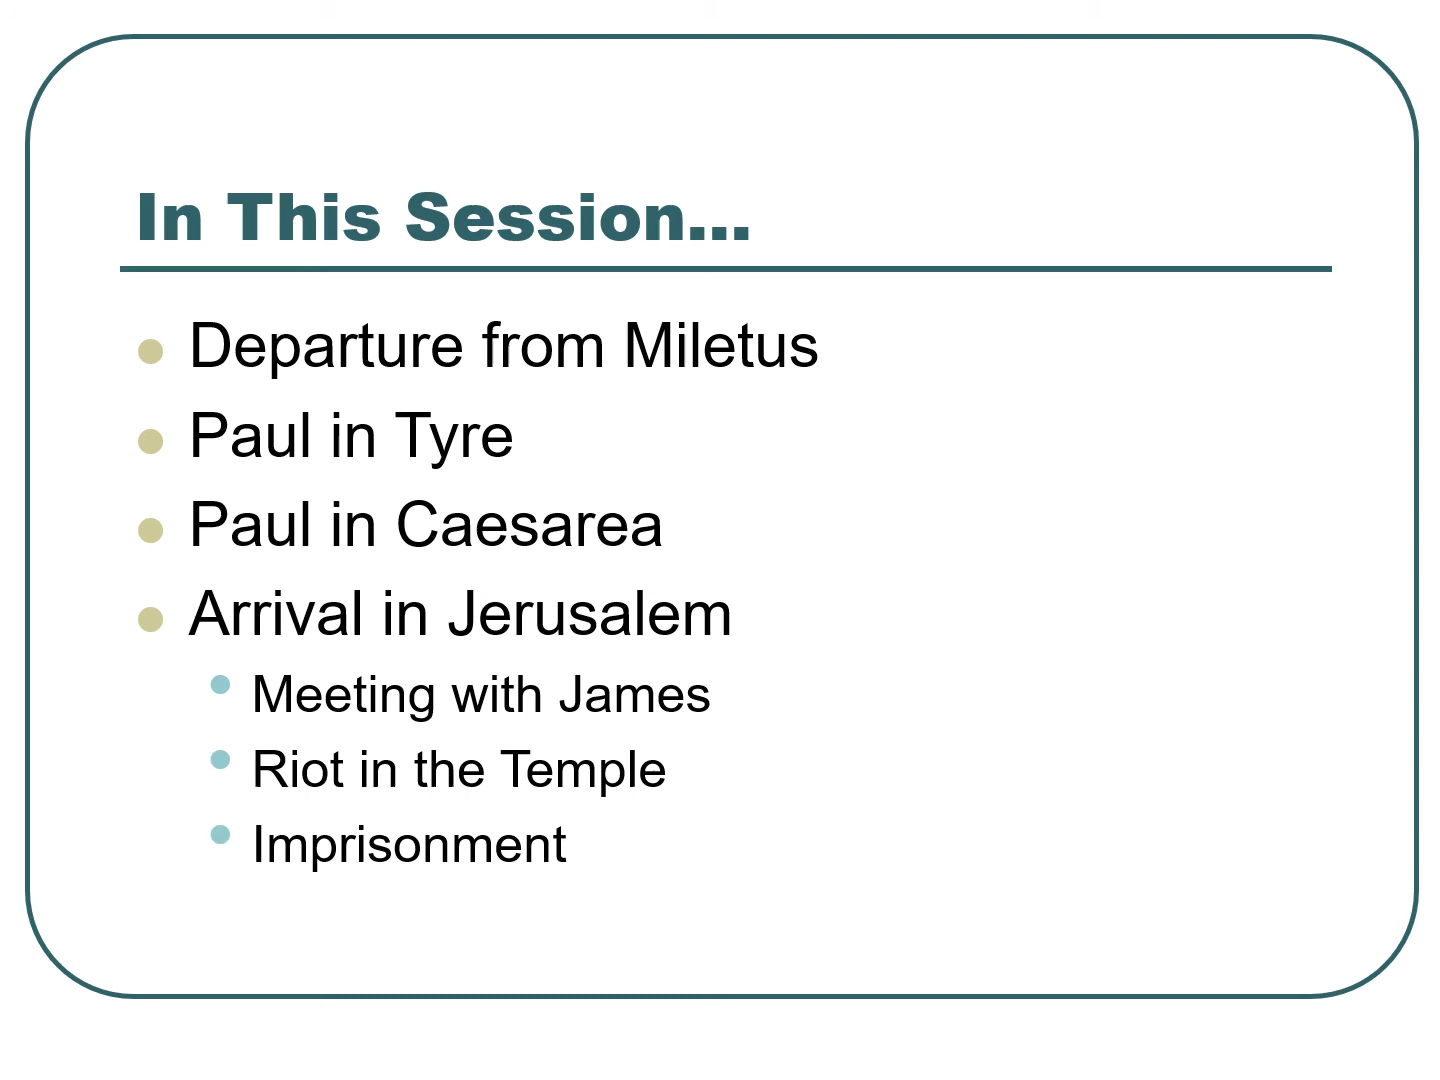 In This Session...
Departure from Miletus
Paul in Tyre
Paul in Caesarea
Arrival in Jerusalem
Meeting with James
Riot in the Temple
Imprisonment